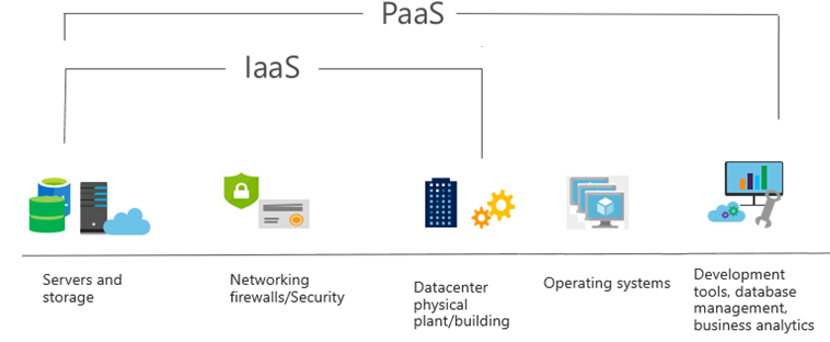 PaaS
IaaS
Servers and
storage
Networking
firewalls/Security
Datacenter
physical
plant/building
Operating systems
Development
tools, database
management,
business analytics